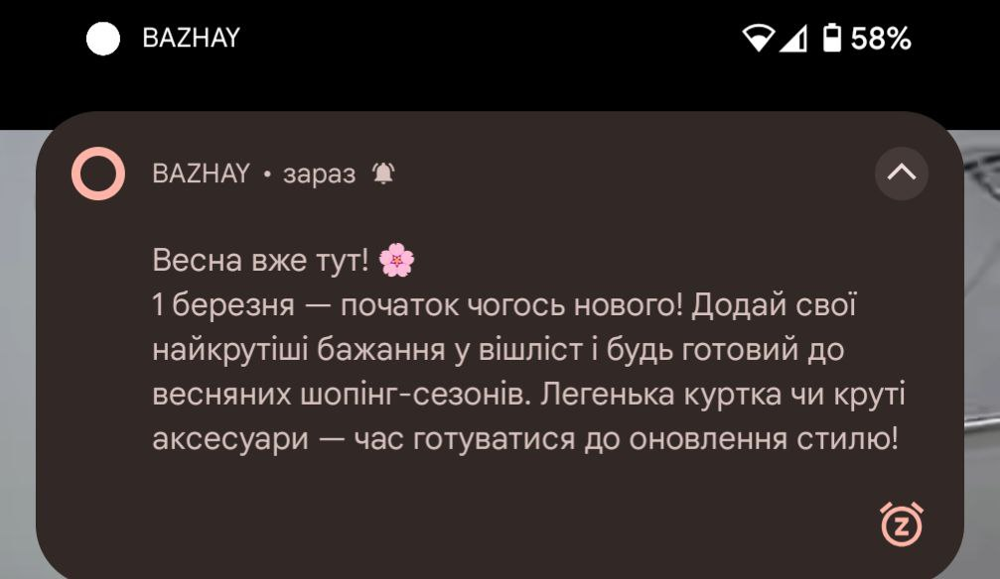 BAZHAY 58%
BAZHAY • зараз
Весна вже тут! 🌸
1 березня — початок чогось нового! Додай свої
найкрутіші бажання у вішліст і будь готовий до
весняних шопінг-сезонів. Легенька куртка чи круті
аксесуари — час готуватися до оновлення стилю!
z